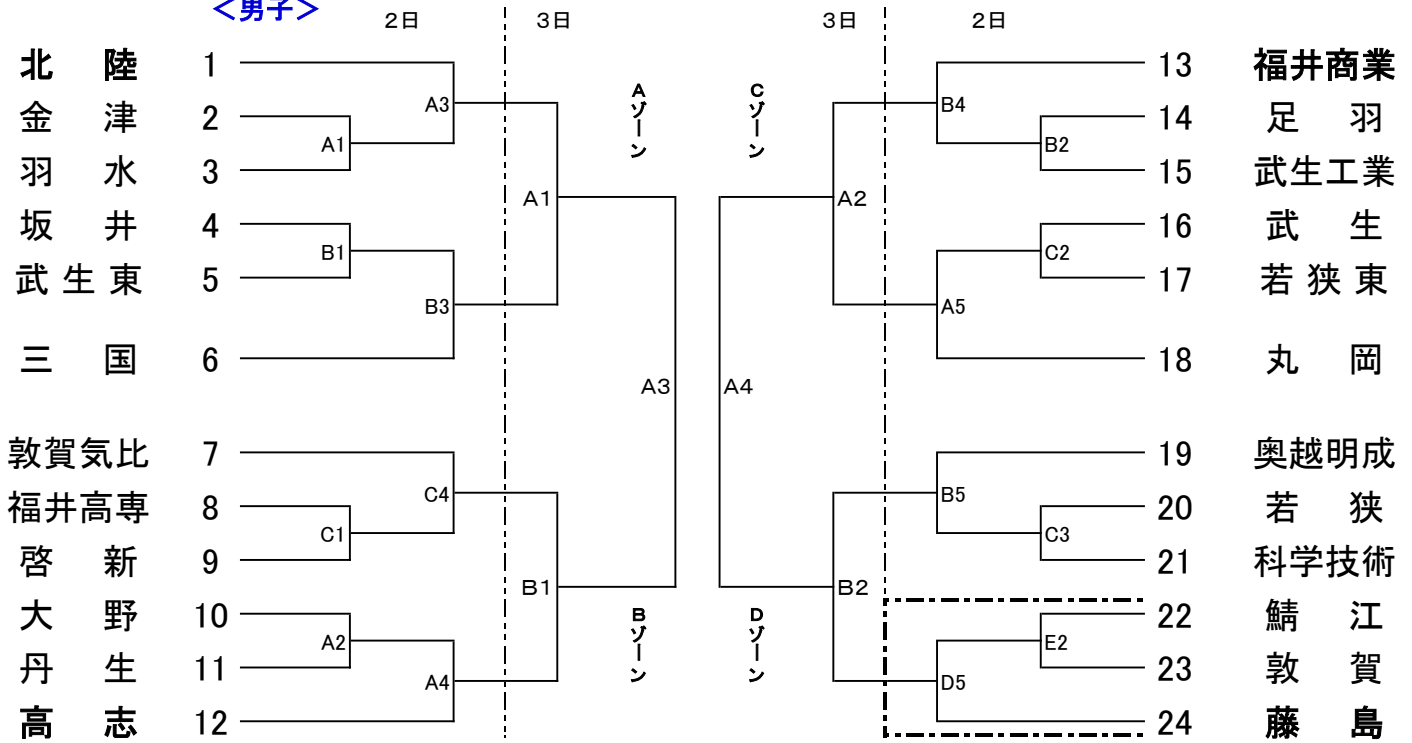 <男子>
2日 3日 3日 2日
北 陸 1 13 福井商業
A3 B4
金 津 2 14 足 羽
A1 B2
羽 水 3 15 武生工業
Aゾーン Cゾーン
A1 A2
坂 井 4 16 武 生
B1 C2
武生東 5 17 若狭東
B3 A5
三 国 6 18 丸 岡
A3 A4
敦賀気比 7 19 奥越明成
C4 B5
福井高専 8 20 若 狭
C1 C3
啓 新 9 21 科学技術
B1 B2
大 野 10 22 鯖 江
Bゾーン Dゾーン
A2 E2
丹 生 11 23 敦 賀
A4 D5
高 志 12 24 藤 島